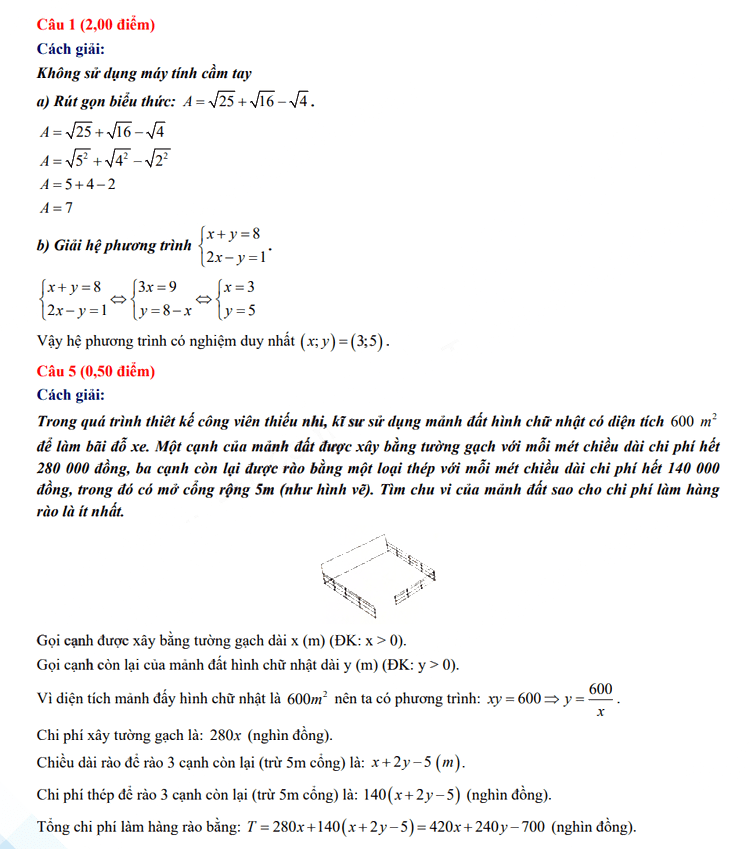 Câu 1 (2,00 điểm)
Cách giải:
Không sử dụng máy tính cầm tay
a) Rút gọn biểu thức: A = √25 + √16 − √4.
A = √25 + √16 − √4
A = √5² + √4² − √2²
A = 5 + 4 − 2
A = 7
b) Giải hệ phương trình {x + y = 8; 2x − y = 1.
{x + y = 8; 2x − y = 1 ⇔ {3x = 9; y = 8 − x ⇔ {x = 3; y = 5
Vậy hệ phương trình có nghiệm duy nhất (x; y) = (3;5).
Câu 5 (0,50 điểm)
Cách giải:
Trong quá trình thiêt kế công viên thiếu nhi, kĩ sư sử dụng mảnh đất hình chữ nhật có diện tích 600 m²
để làm bãi đỗ xe. Một cạnh của mảnh đất được xây bằng tường gạch với mỗi mét chiều dài chi phí hết
280 000 đồng, ba cạnh còn lại được rào bằng một loại thép với mỗi mét chiều dài chi phí hết 140 000
đồng, trong đó có mở cổng rộng 5m (như hình vẽ). Tìm chu vi của mảnh đất sao cho chi phí làm hàng
rào là ít nhất.
Gọi cạnh được xây bằng tường gạch dài x (m) (ĐK: x > 0).
Gọi cạnh còn lại của mảnh đất hình chữ nhật dài y (m) (ĐK: y > 0).
Vì diện tích mảnh đấy hình chữ nhật là 600m² nên ta có phương trình: xy = 600 ⇒ y = 600/x.
Chi phí xây tường gạch là: 280x (nghìn đồng).
Chiều dài rào để rào 3 cạnh còn lại (trừ 5m cổng) là: x + 2y − 5 (m).
Chi phí thép để rào 3 cạnh còn lại (trừ 5m cổng) là: 140(x + 2y − 5) (nghìn đồng).
Tổng chi phí làm hàng rào bằng: T = 280x + 140(x + 2y − 5) = 420x + 240y − 700 (nghìn đồng).